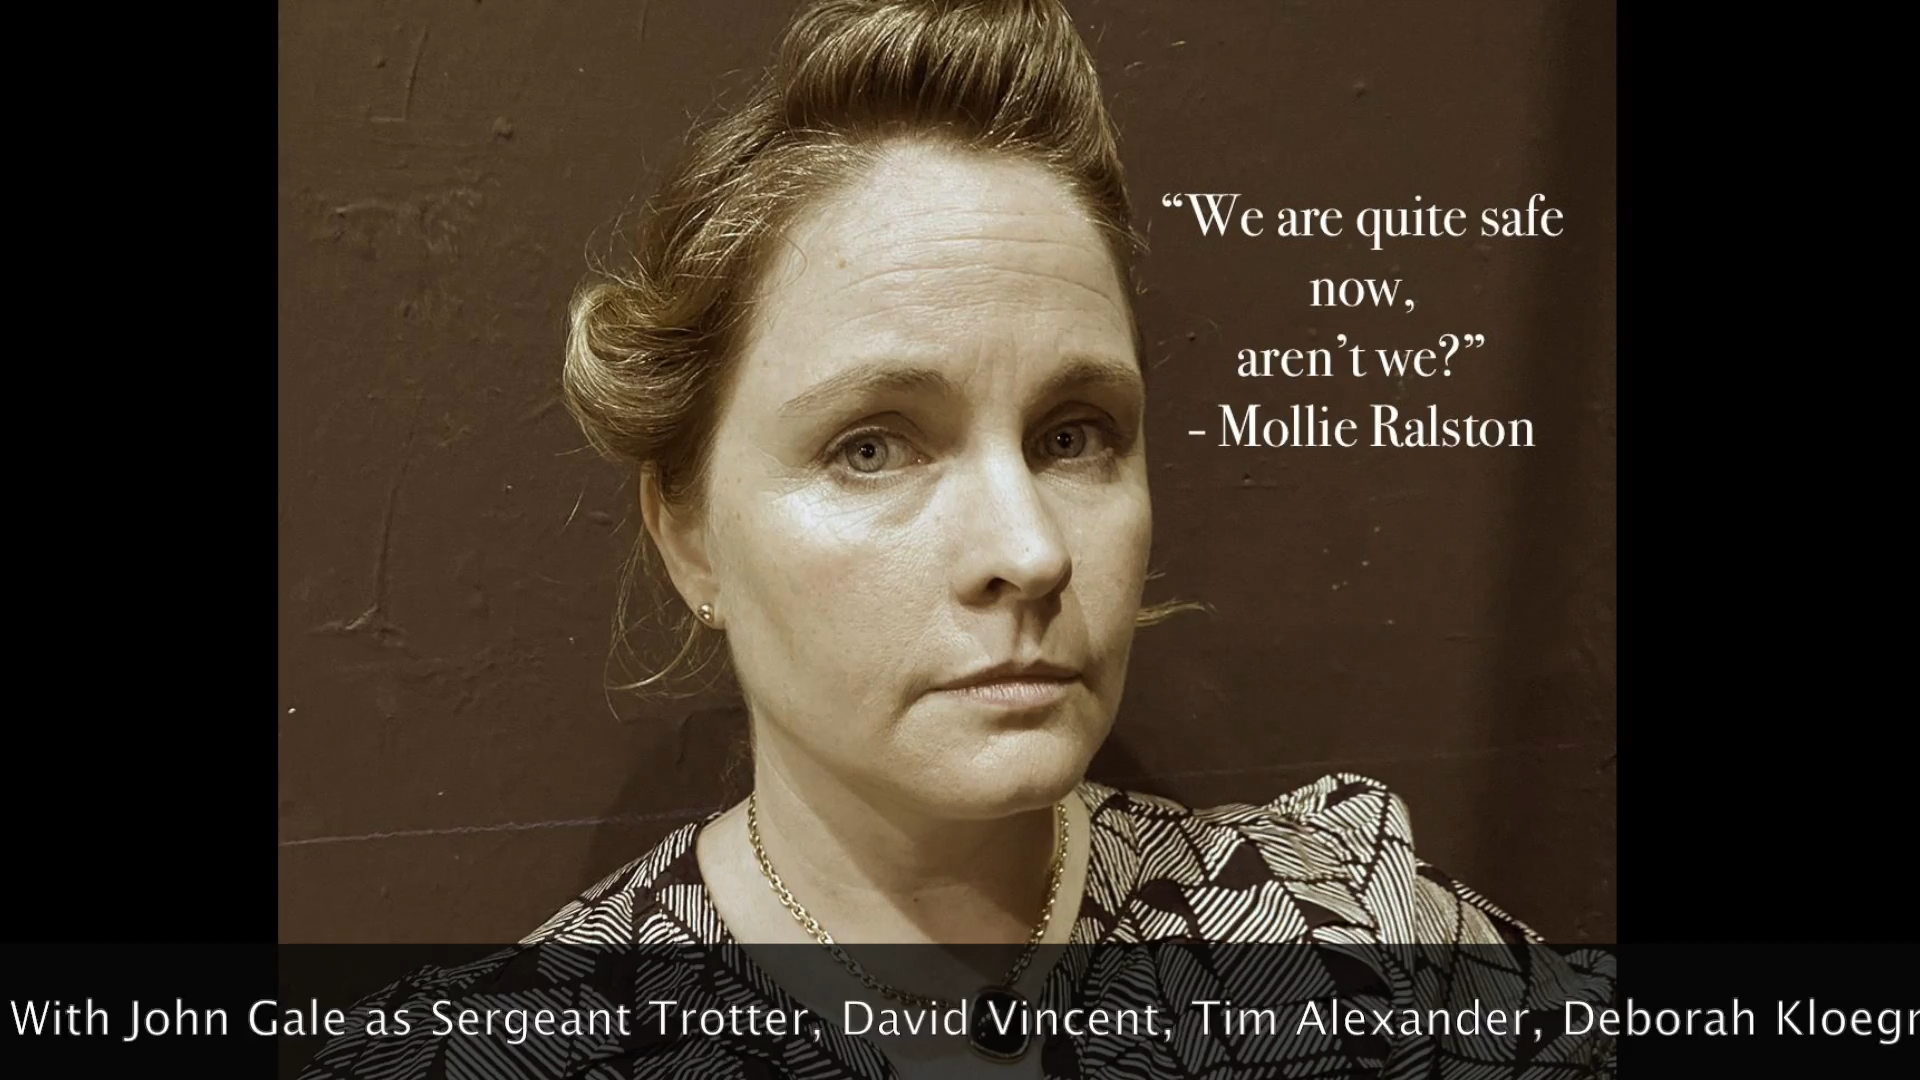 “We are quite safe
now,
aren’t we?”
- Mollie Ralston
With John Gale as Sergeant Trotter, David Vincent, Tim Alexander, Deborah